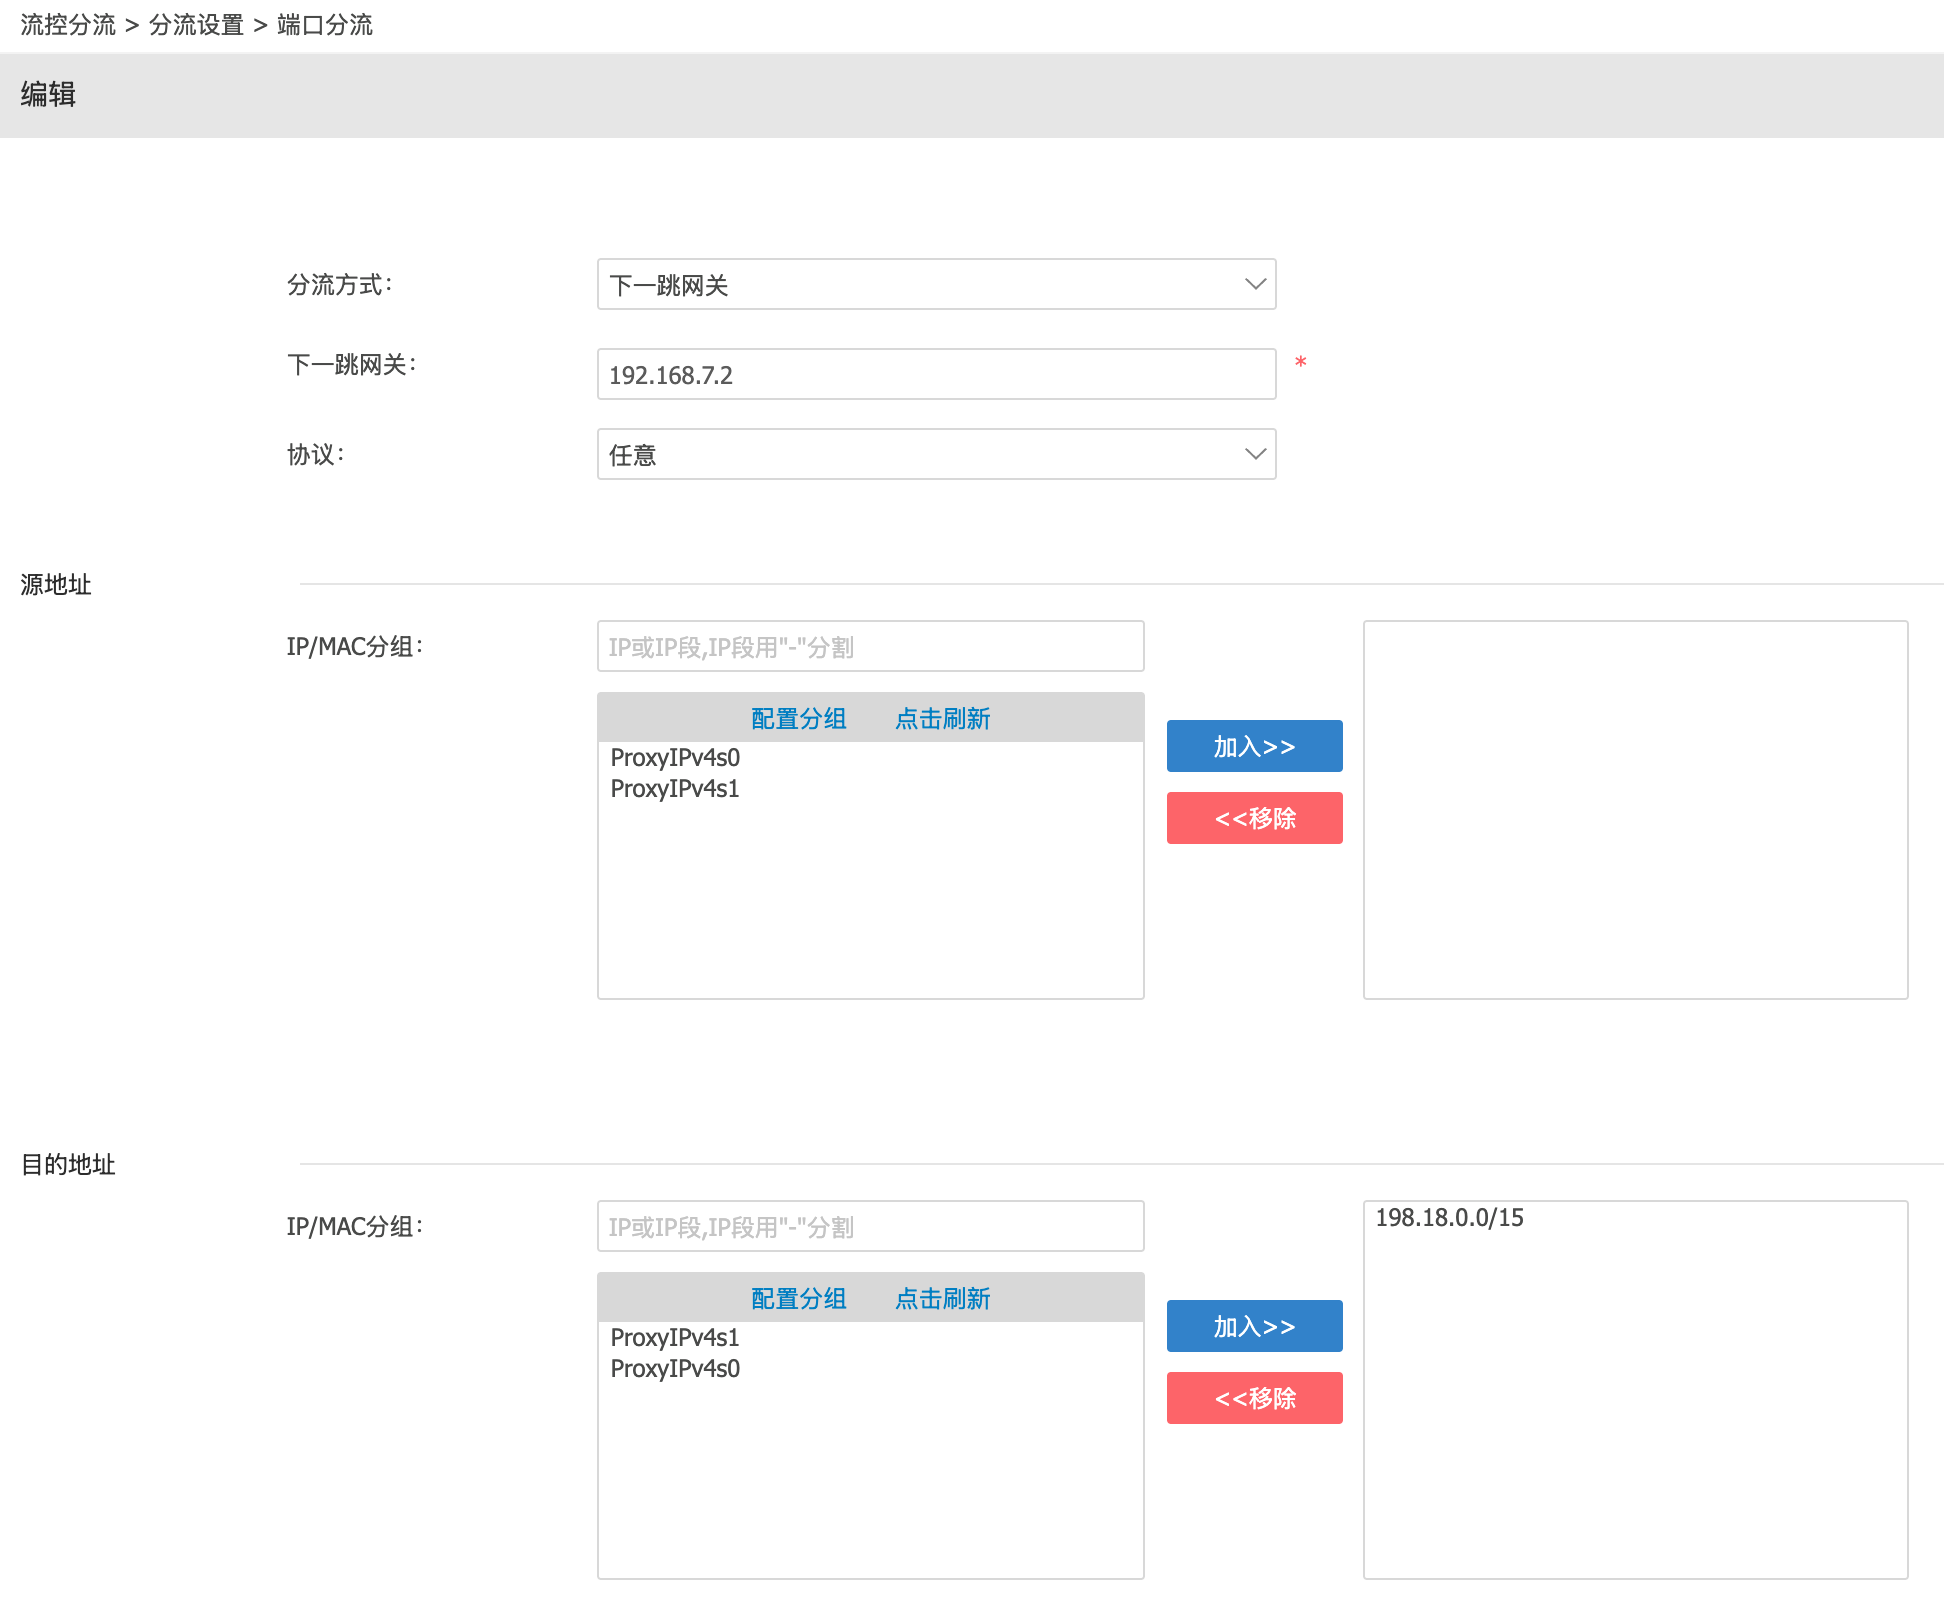 流控分流 > 分流设置 > 端口分流
编辑
分流方式：
下一跳网关
下一跳网关：
192.168.7.2
*
协议：
任意
源地址
IP/MAC分组：
IP或IP段,IP段用"-"分割
配置分组 点击刷新
ProxyIPv4s0
ProxyIPv4s1
加入>>
<<移除
目的地址
IP/MAC分组：
IP或IP段,IP段用"-"分割
配置分组 点击刷新
ProxyIPv4s1
ProxyIPv4s0
加入>>
<<移除
198.18.0.0/15